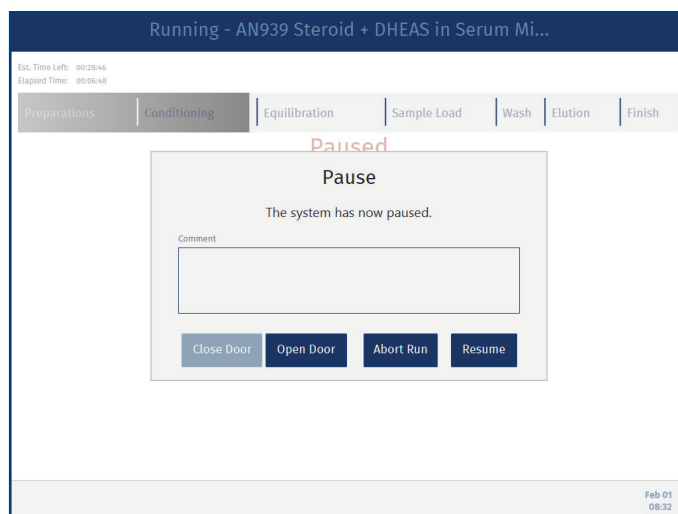 Running - AN939 Steroid + DHEAS in Serum Mi...
Est. Time Left: 00:28:46
Elapsed Time: 00:06:48
Preparations Conditioning Equilibration Sample Load Wash Elution Finish
Paused
Pause
The system has now paused.
Comment
Close Door Open Door Abort Run Resume
Feb 01
08:32